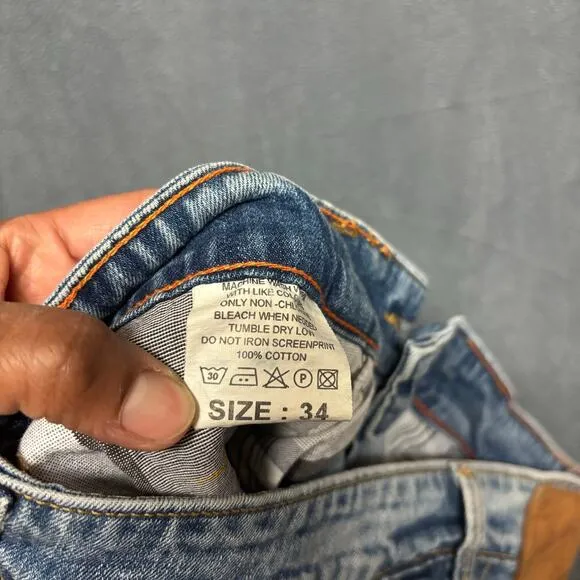 MACHINE WASH
WITH LIKE
ONLY NON
BLEACH WHEN NEEDED
TUMBLE DRY LOW
DO NOT IRON SCREENPRINT
100% COTTON
30 P
SIZE : 34